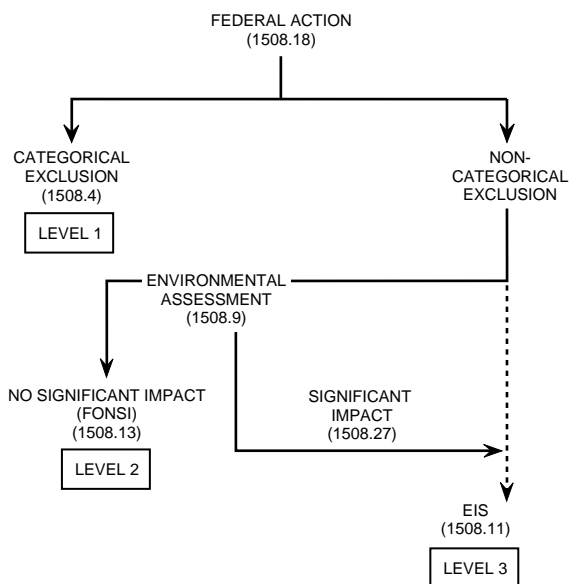 FEDERAL ACTION
(1508.18)
CATEGORICAL
EXCLUSION
(1508.4)
LEVEL 1
NON-
CATEGORICAL
EXCLUSION
ENVIRONMENTAL
ASSESSMENT
(1508.9)
NO SIGNIFICANT IMPACT
(FONSI)
(1508.13)
LEVEL 2
SIGNIFICANT
IMPACT
(1508.27)
EIS
(1508.11)
LEVEL 3